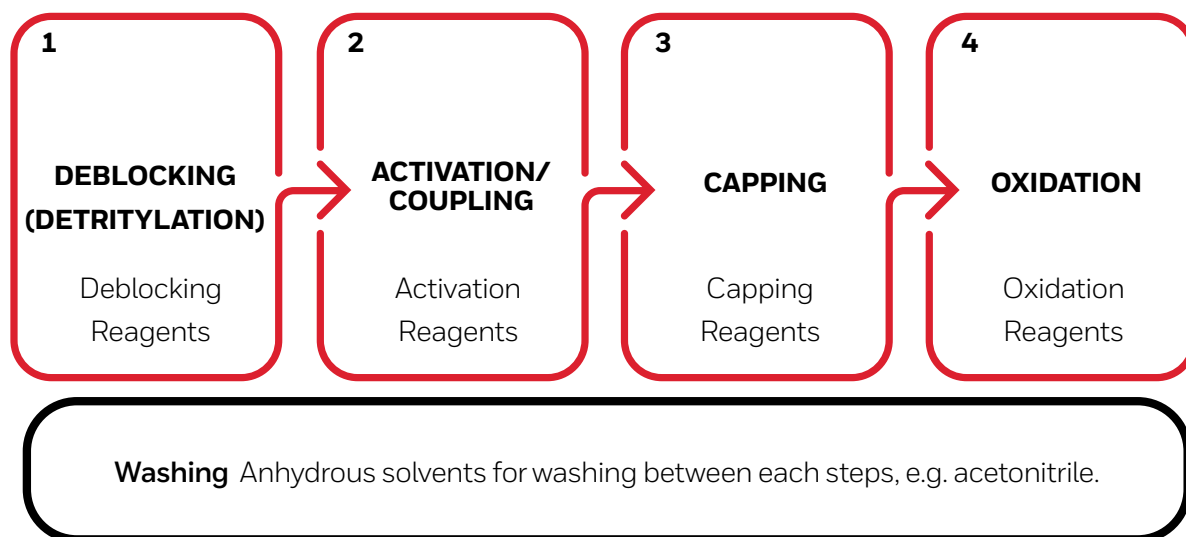 1
DEBLOCKING
(DETRITYLATION)
Deblocking
Reagents
2
ACTIVATION/
COUPLING
Activation
Reagents
3
CAPPING
Capping
Reagents
4
OXIDATION
Oxidation
Reagents
Washing Anhydrous solvents for washing between each steps, e.g. acetonitrile.